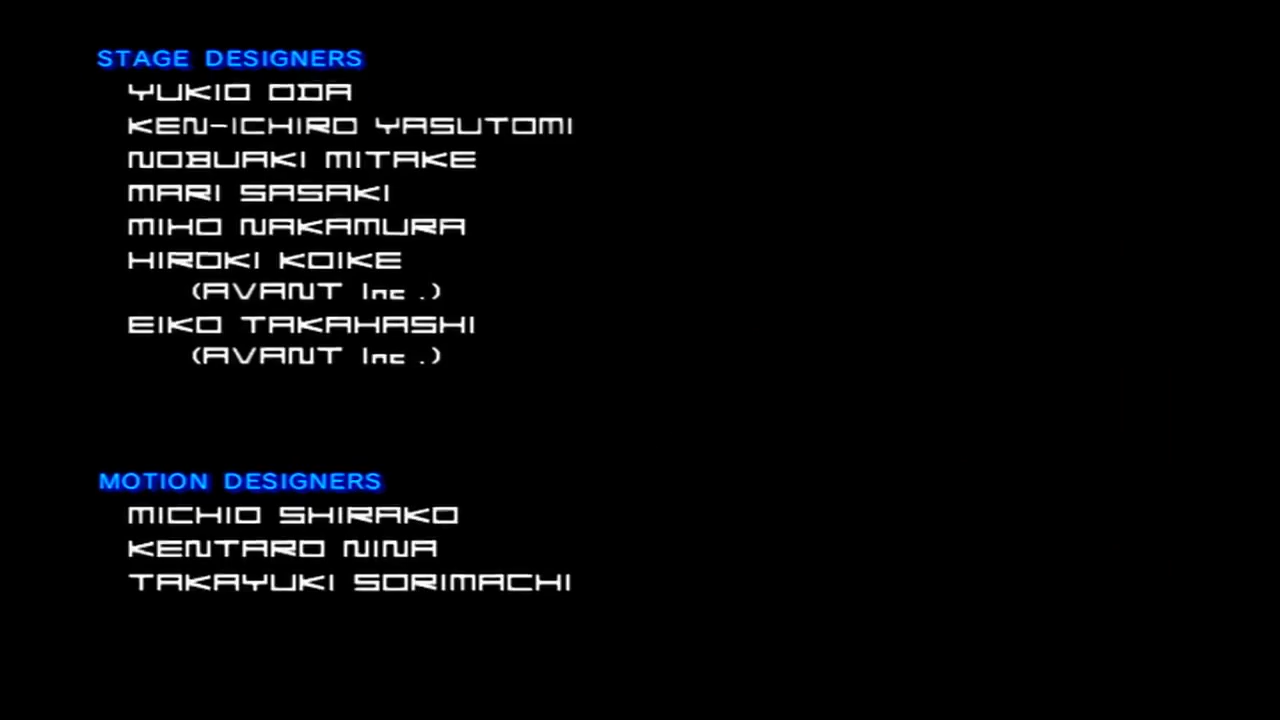 STAGE DESIGNERS
YUKIO ODA
KEN-ICHIRO YASUTOMI
NOBUAKI MITAKE
MARI SASAKI
MIHO NAKAMURA
HIROKI KOIKE
(AVANT Inc.)
EIKO TAKAHASHI
(AVANT Inc.)
MOTION DESIGNERS
MICHIO SHIRAKO
KENTARO NINA
TAKAYUKI SORIMACHI